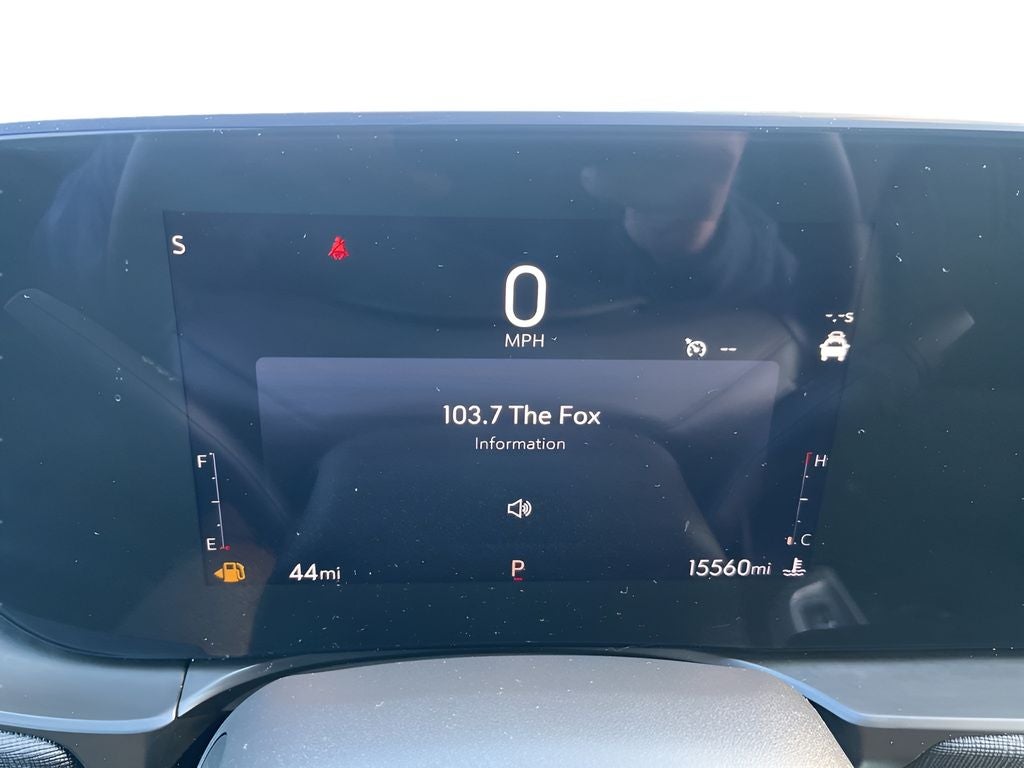 S
0
MPH
-.-s
--
103.7 The Fox
Information
F
H
E
C
44mi
P
15560mi